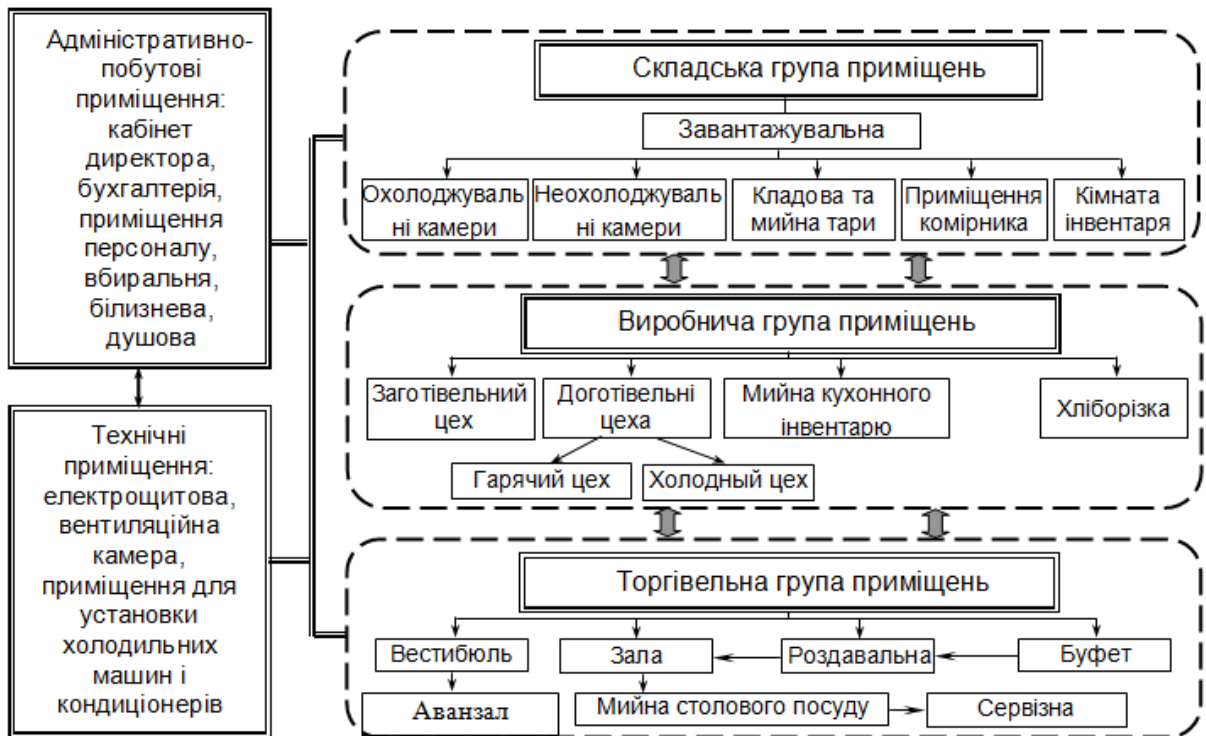 Адміністративно-
побутові
приміщення:
кабінет
директора,
бухгалтерія,
приміщення
персоналу,
вбиральня,
білизнева,
душова
Технічні
приміщення:
електрощитова,
вентиляційна
камера,
приміщення для
установки
холодильних
машин і
кондиціонерів
Складська група приміщень
Завантажувальна
Охолоджуваль
ні камери
Неохолоджуваль
ні камери
Кладова та
мийна тари
Приміщення
комірника
Кімната
інвентаря
Виробнича група приміщень
Заготівельний
цех
Доготівельні
цеха
Мийна кухонного
інвентарю
Хліборізка
Гарячий цех
Холодный цех
Торгівельна група приміщень
Вестибюль
Зала
Роздавальна
Буфет
Аванзал
Мийна столового посуду
Сервізна